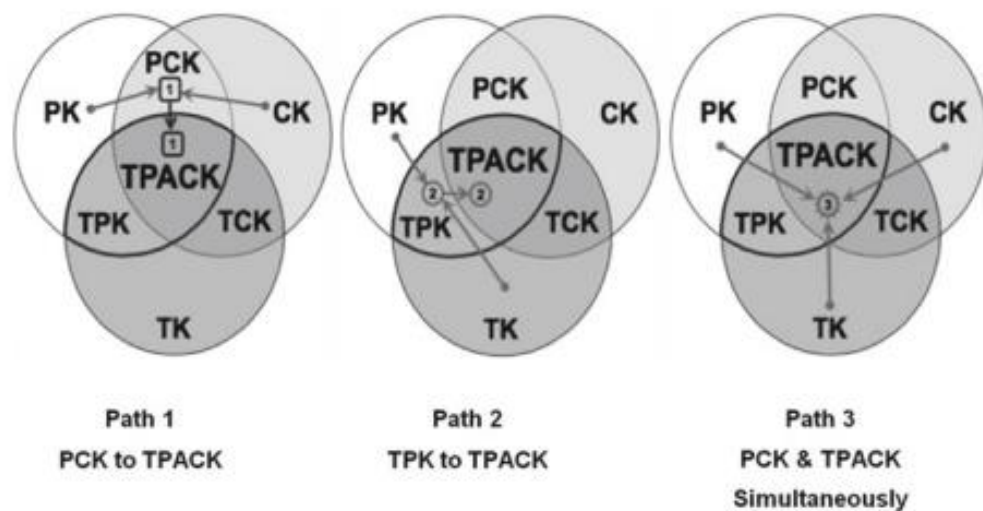 PCK
1
PK
CK
1
TPACK
TPK
TCK
TK
Path 1
PCK to TPACK
PCK
PK
CK
TPACK
2
2
TPK
TCK
TK
Path 2
TPK to TPACK
PCK
PK
CK
TPACK
3
TPK
TCK
TK
Path 3
PCK & TPACK
Simultaneously